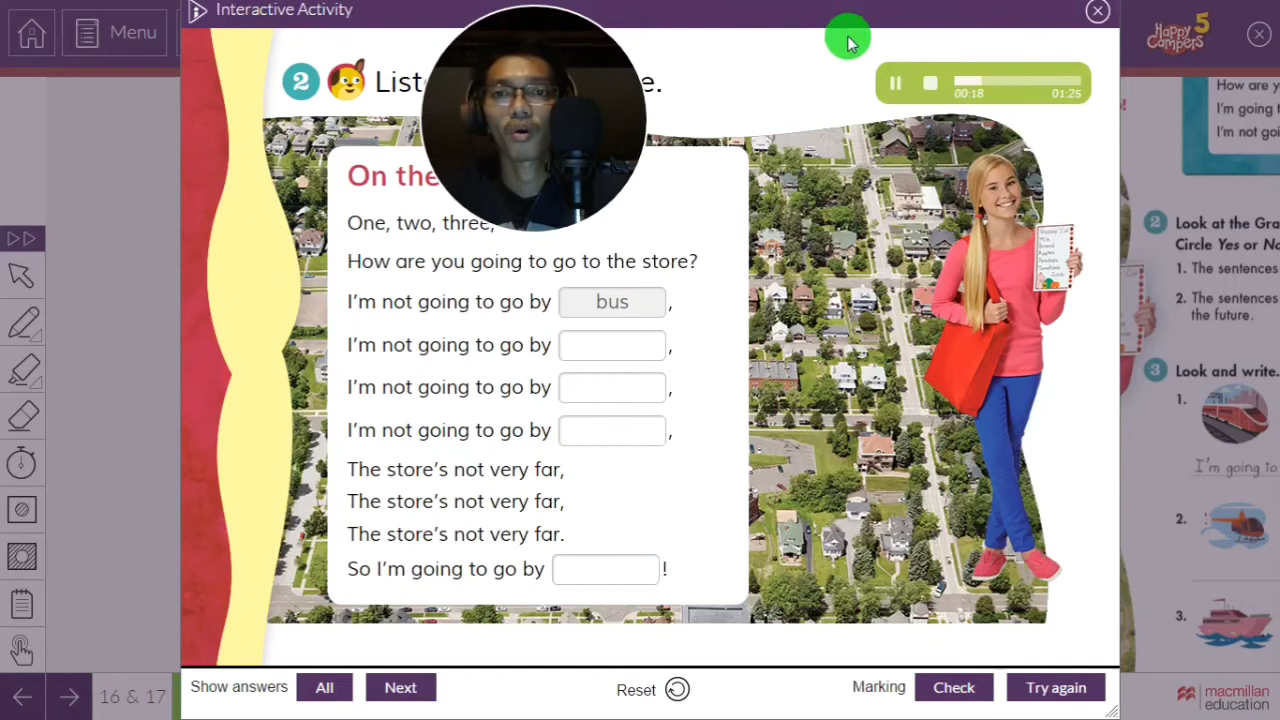 Interactive Activity
Menu
Happy Campers 5
2 List e.
00:18 01:25
On the
One, two, three,
How are you going to go to the store?
I'm not going to go by bus ,
I'm not going to go by ,
I'm not going to go by ,
I'm not going to go by ,
The store's not very far,
The store's not very far,
The store's not very far.
So I'm going to go by !
How are y
I'm going t
I'm not goin
2 Look at the Gra
Circle Yes or No
1. The sentences
2. The sentences
the future.
3 Look and write.
1.
I'm going to
2.
3.
16 & 17
Show answers All Next
Reset
Marking Check Try again
macmillan
education